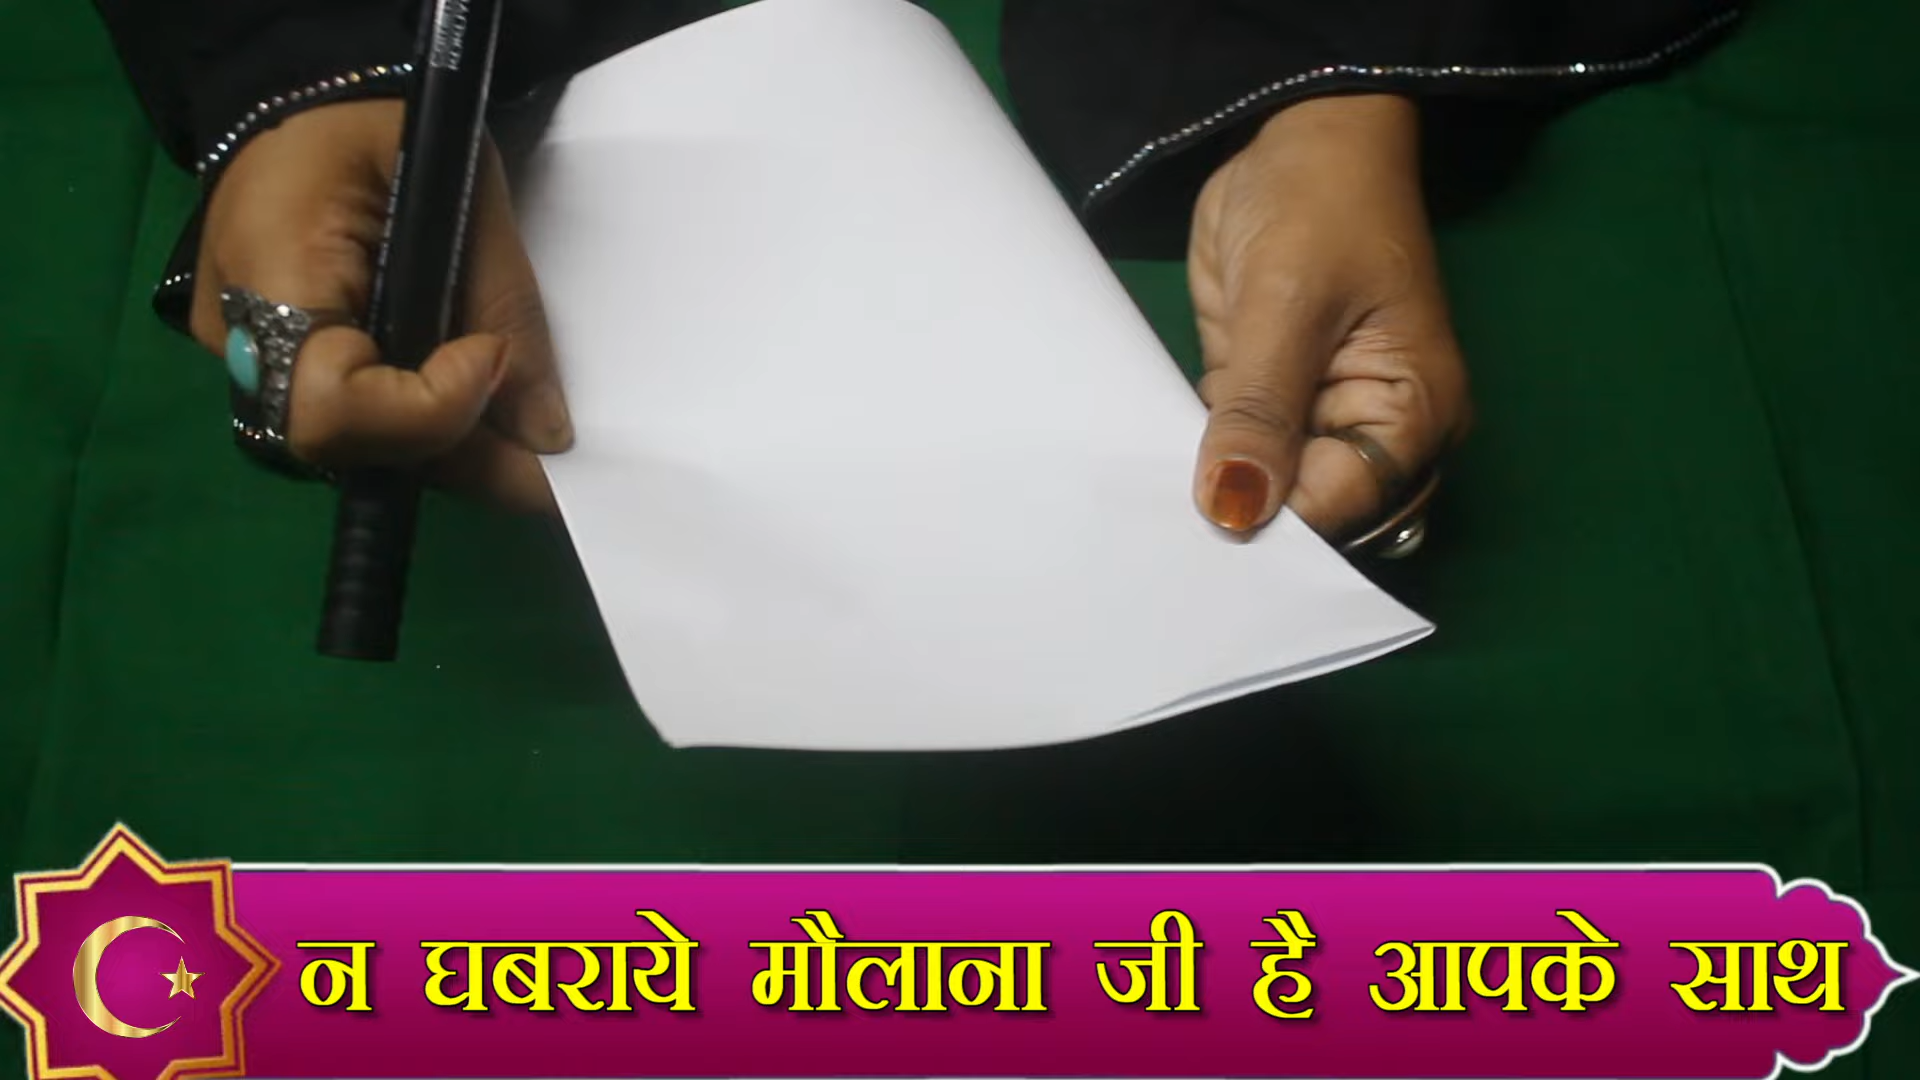 न घबराये मौलाना जी है आपके साथ